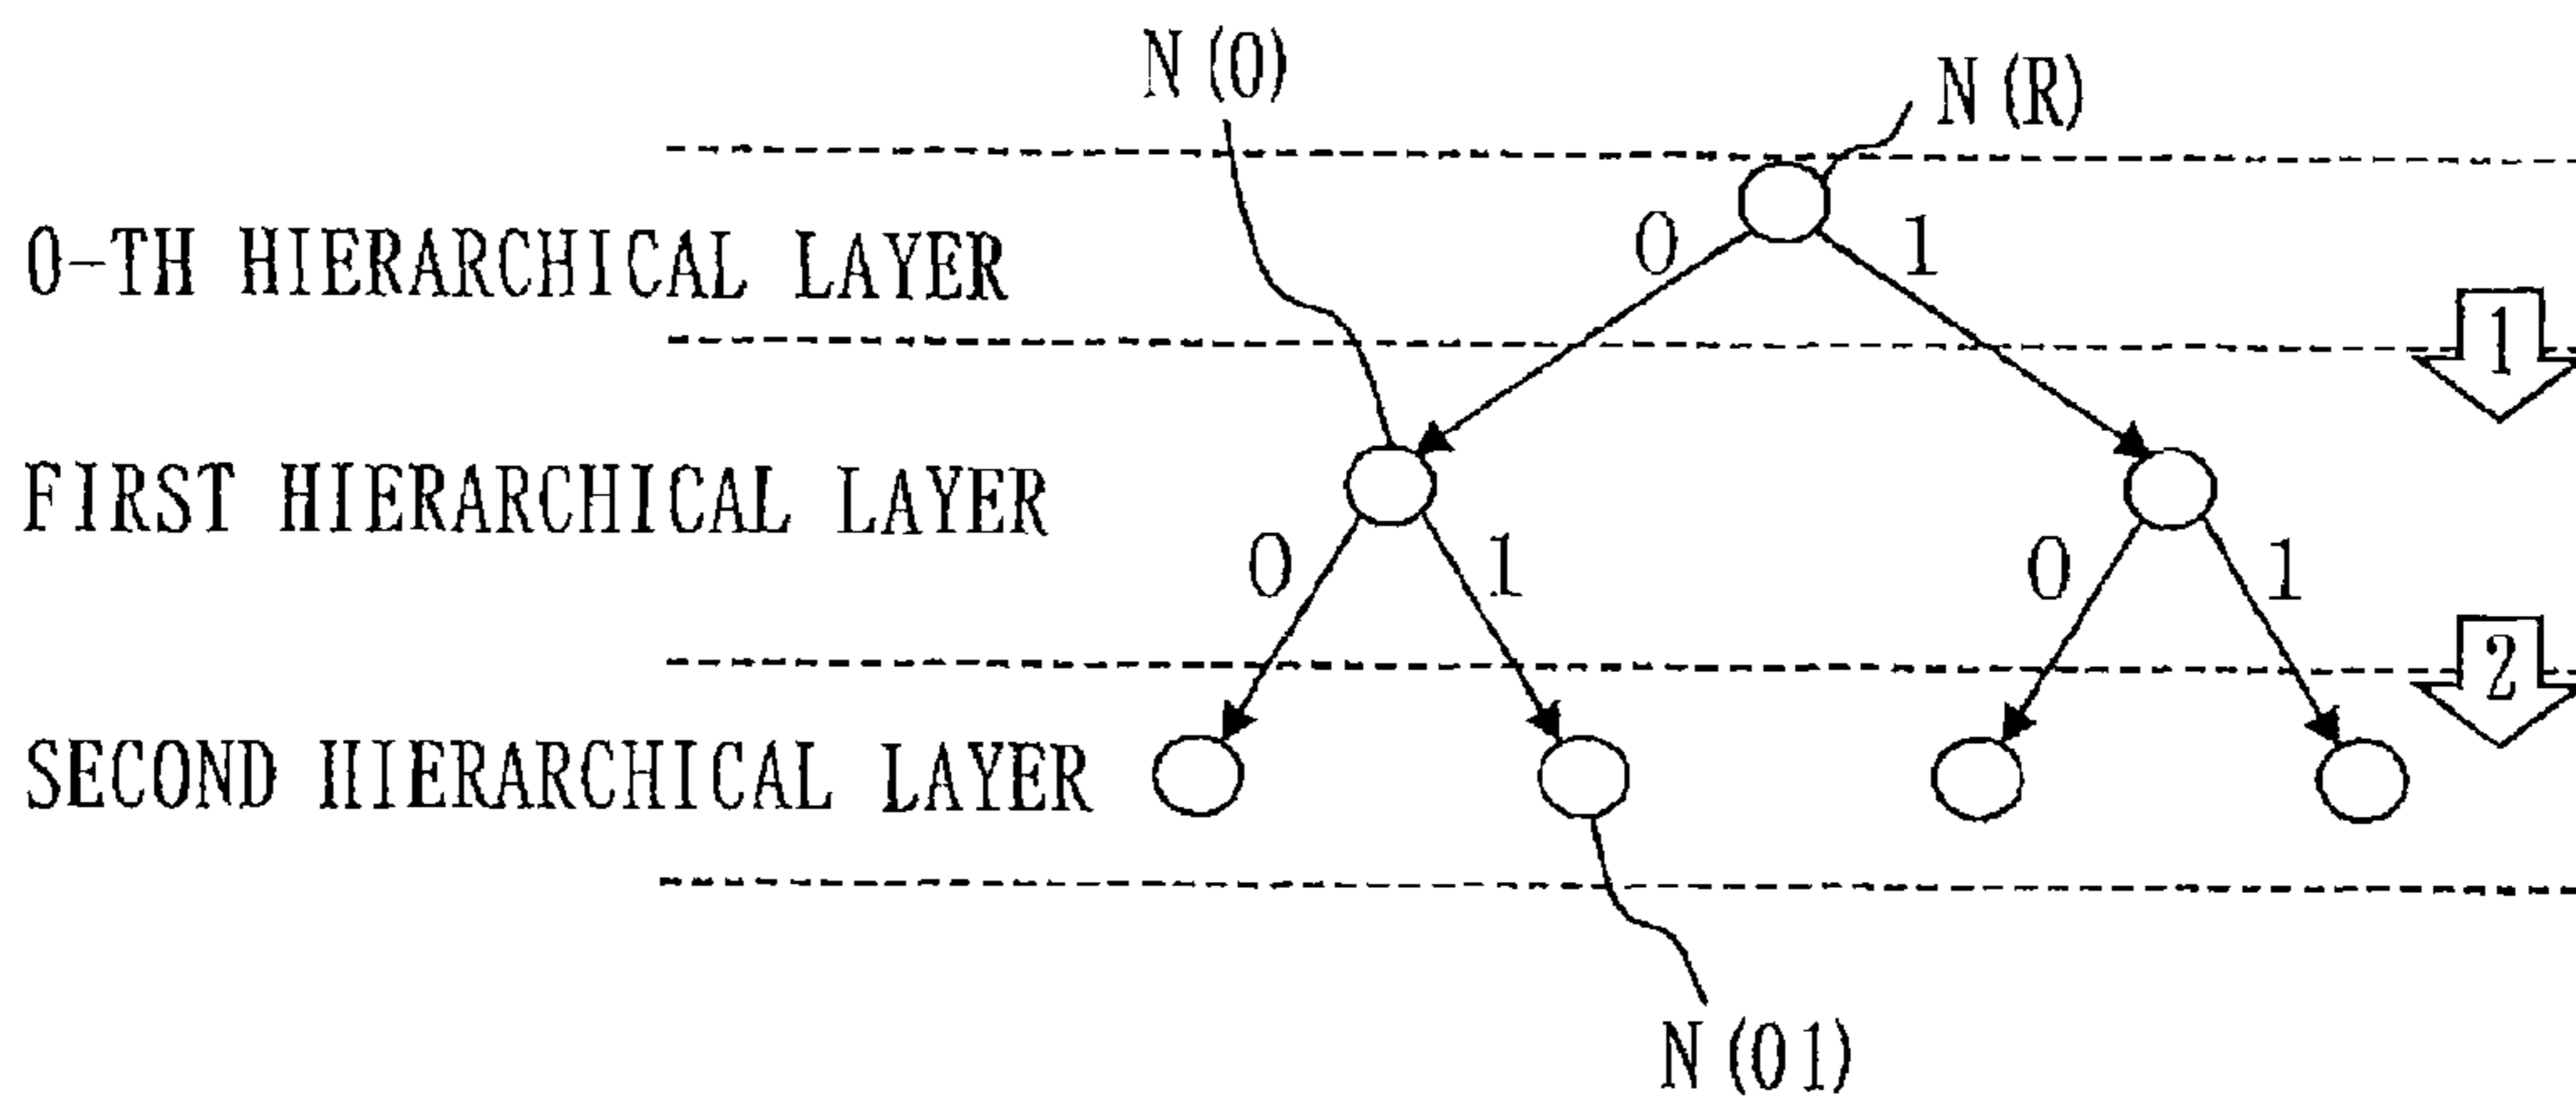 N(0)
N(R)
0-TH HIERARCHICAL LAYER
0 1
1
FIRST HIERARCHICAL LAYER
0 1 0 1
2
SECOND HIERARCHICAL LAYER
N(01)